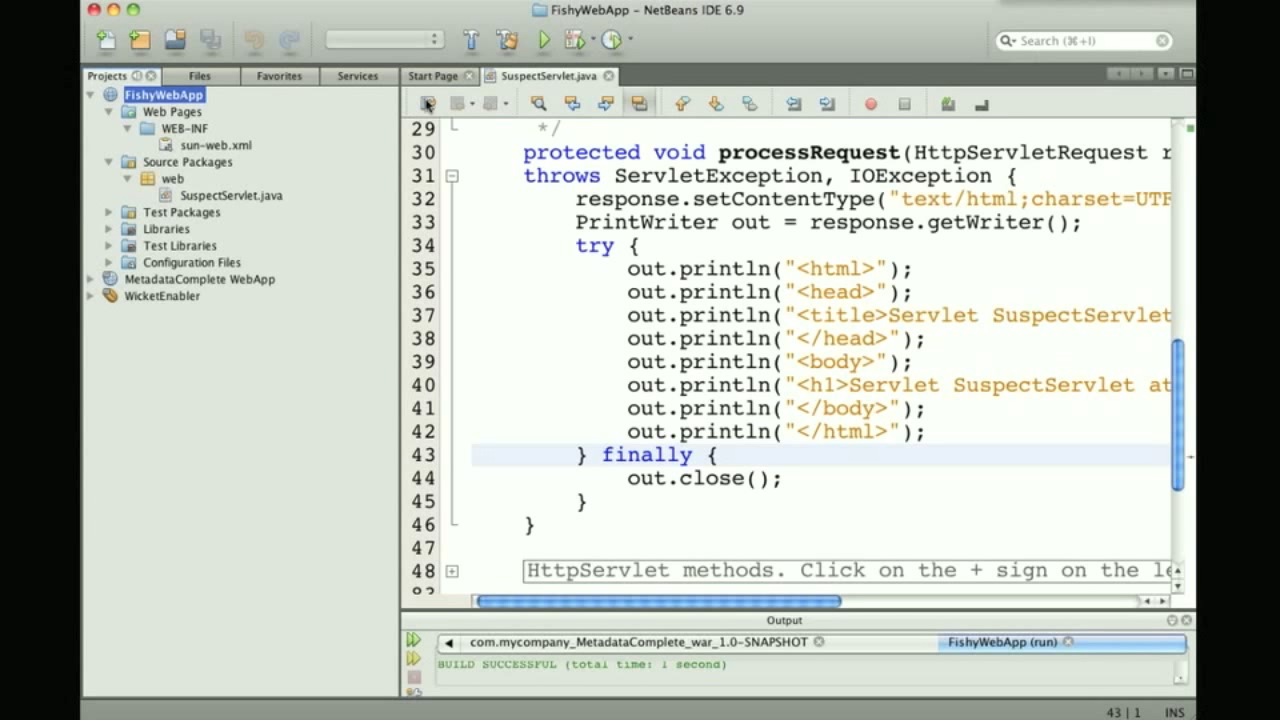 FishyWebApp - NetBeans IDE 6.9
Search (⌘+I)
Projects
Files
Favorites
Services
Start Page
SuspectServlet.java
FishyWebApp
Web Pages
WEB-INF
sun-web.xml
Source Packages
web
SuspectServlet.java
Test Packages
Libraries
Test Libraries
Configuration Files
MetadataComplete WebApp
WicketEnabler
29 */
30 protected void processRequest(HttpServletRequest r
31 throws ServletException, IOException {
32 response.setContentType("text/html;charset=UTF
33 PrintWriter out = response.getWriter();
34 try {
35 out.println("<html>");
36 out.println("<head>");
37 out.println("<title>Servlet SuspectServlet
38 out.println("</head>");
39 out.println("<body>");
40 out.println("<h1>Servlet SuspectServlet at
41 out.println("</body>");
42 out.println("</html>");
43 } finally {
44 out.close();
45 }
46 }
47
48 HttpServlet methods. Click on the + sign on the le
Output
com.mycompany_MetadataComplete_war_1.0-SNAPSHOT
FishyWebApp (run)
BUILD SUCCESSFUL (total time: 1 second)
43 | 1 INS